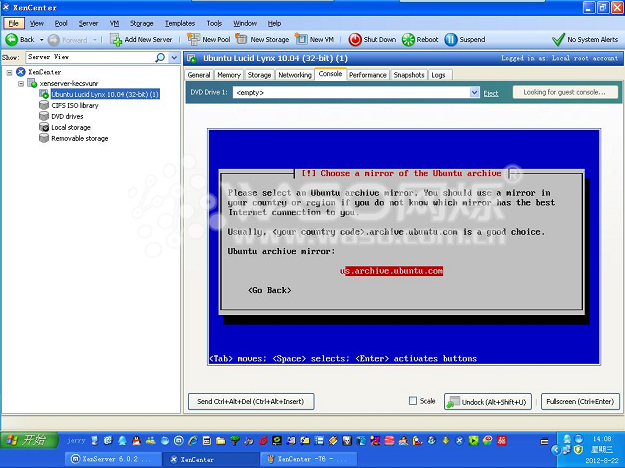 XenCenter
File View Pool Server VM Storage Templates Tools Window Help
Back Forward Add New Server New Pool New Storage New VM Shut Down Reboot Suspend No System Alerts
Show: Server View
Ubuntu Lucid Lynx 10.04 (32-bit) (1) Logged in as: Local root account
XenCenter
xenserver-kecsvunr
Ubuntu Lucid Lynx 10.04 (32-bit) (1)
CIFS ISO library
DVD drives
Local storage
Removable storage
General Memory Storage Networking Console Performance Snapshots Logs
DVD Drive 1: <empty> Eject Looking for guest console...
[!] Choose a mirror of the Ubuntu archive
Please select an Ubuntu archive mirror. You should use a mirror in
your country or region if you do not know which mirror has the best
Internet connection to you.
Usually, <your country code>.archive.ubuntu.com is a good choice.
Ubuntu archive mirror:
us.archive.ubuntu.com
<Go Back>
<Tab> moves; <Space> selects; <Enter> activates buttons
www.woso.com.cn
Send Ctrl+Alt+Del (Ctrl+Alt+Insert) Scale Undock (Alt+Shift+U) Fullscreen (Ctrl+Enter)
开始 jerry
XenServer 6.0.2 ... XenCenter XenCenter -T6 - ...
14:08
星期三
2012-8-22